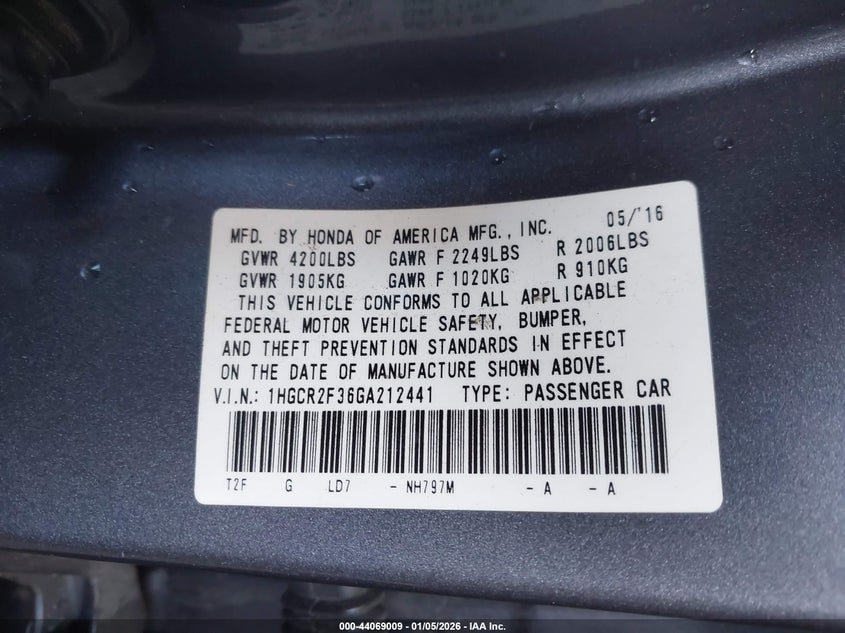 MFD. BY HONDA OF AMERICA MFG., INC. 05/'16
GVWR 4200LBS GAWR F 2249LBS R 2006LBS
GVWR 1905KG GAWR F 1020KG R 910KG
THIS VEHICLE CONFORMS TO ALL APPLICABLE
FEDERAL MOTOR VEHICLE SAFETY, BUMPER,
AND THEFT PREVENTION STANDARDS IN EFFECT
ON THE DATE OF MANUFACTURE SHOWN ABOVE.
V.I.N.: 1HGCR2F36GA212441 TYPE: PASSENGER CAR
T2F G LD7 - NH797M - A - A
000-44069009 - 01/05/2026 - IAA Inc.